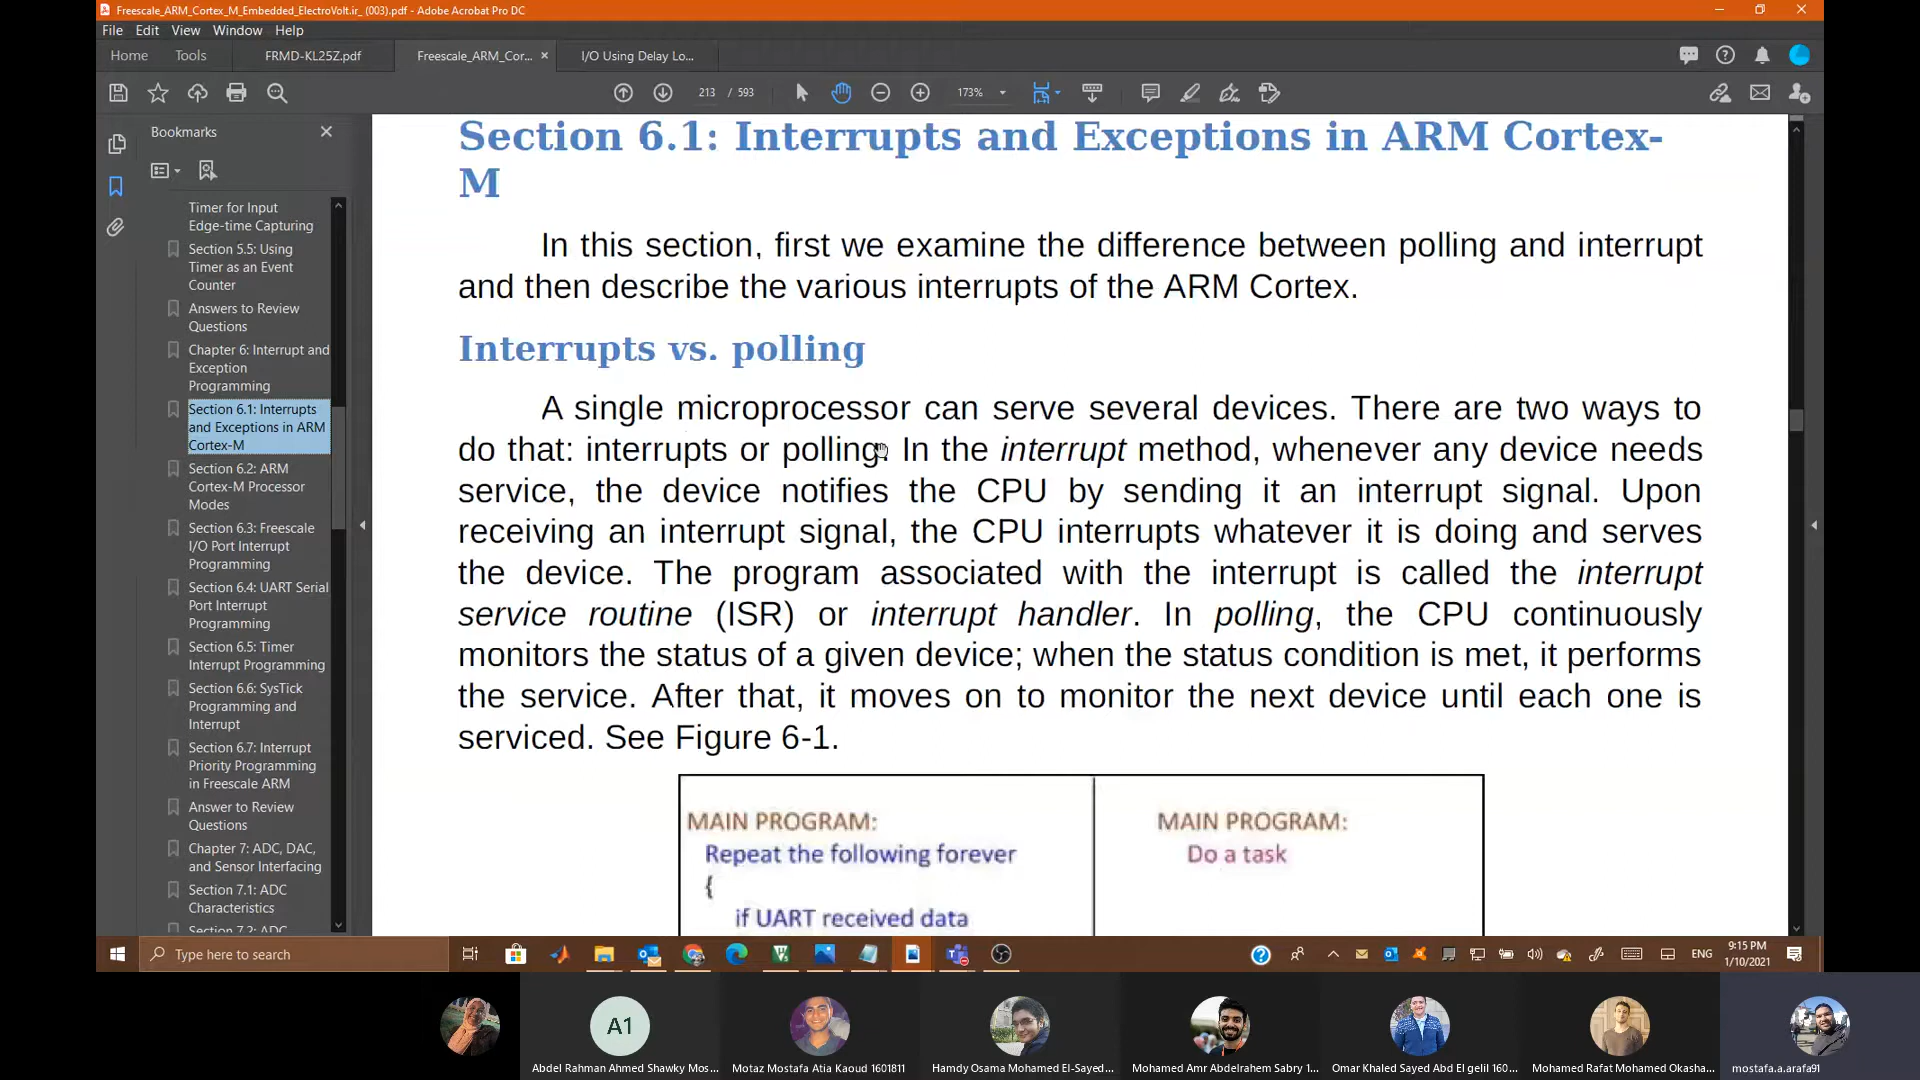 Freescale_ARM_Cortex_M_Embedded_ElectroVolt.ir_ (003).pdf - Adobe Acrobat Pro DC
File Edit View Window Help
Home Tools FRMD-KL25Z.pdf Freescale_ARM_Cor... × I/O Using Delay Lo...
213 / 593 173%
Bookmarks
Timer for Input
Edge-time Capturing
Section 5.5: Using
Timer as an Event
Counter
Answers to Review
Questions
Chapter 6: Interrupt and
Exception
Programming
Section 6.1: Interrupts
and Exceptions in ARM
Cortex-M
Section 6.2: ARM
Cortex-M Processor
Modes
Section 6.3: Freescale
I/O Port Interrupt
Programming
Section 6.4: UART Serial
Port Interrupt
Programming
Section 6.5: Timer
Interrupt Programming
Section 6.6: SysTick
Programming and
Interrupt
Section 6.7: Interrupt
Priority Programming
in Freescale ARM
Answer to Review
Questions
Chapter 7: ADC, DAC,
and Sensor Interfacing
Section 7.1: ADC
Characteristics
Section 7.2: ADC
Section 6.1: Interrupts and Exceptions in ARM Cortex-
M
In this section, first we examine the difference between polling and interrupt
and then describe the various interrupts of the ARM Cortex.
Interrupts vs. polling
A single microprocessor can serve several devices. There are two ways to
do that: interrupts or polling. In the interrupt method, whenever any device needs
service, the device notifies the CPU by sending it an interrupt signal. Upon
receiving an interrupt signal, the CPU interrupts whatever it is doing and serves
the device. The program associated with the interrupt is called the interrupt
service routine (ISR) or interrupt handler. In polling, the CPU continuously
monitors the status of a given device; when the status condition is met, it performs
the service. After that, it moves on to monitor the next device until each one is
serviced. See Figure 6-1.
MAIN PROGRAM:
Repeat the following forever
{
if UART received data
MAIN PROGRAM:
Do a task
Type here to search
ENG
9:15 PM
1/10/2021
A1
Abdel Rahman Ahmed Shawky Mos...
Motaz Mostafa Atia Kaoud 1601811
Hamdy Osama Mohamed El-Sayed...
Mohamed Amr Abdelrahem Sabry 1...
Omar Khaled Sayed Abd El gelil 160...
Mohamed Rafat Mohamed Okasha...
mostafa.a.arafa91